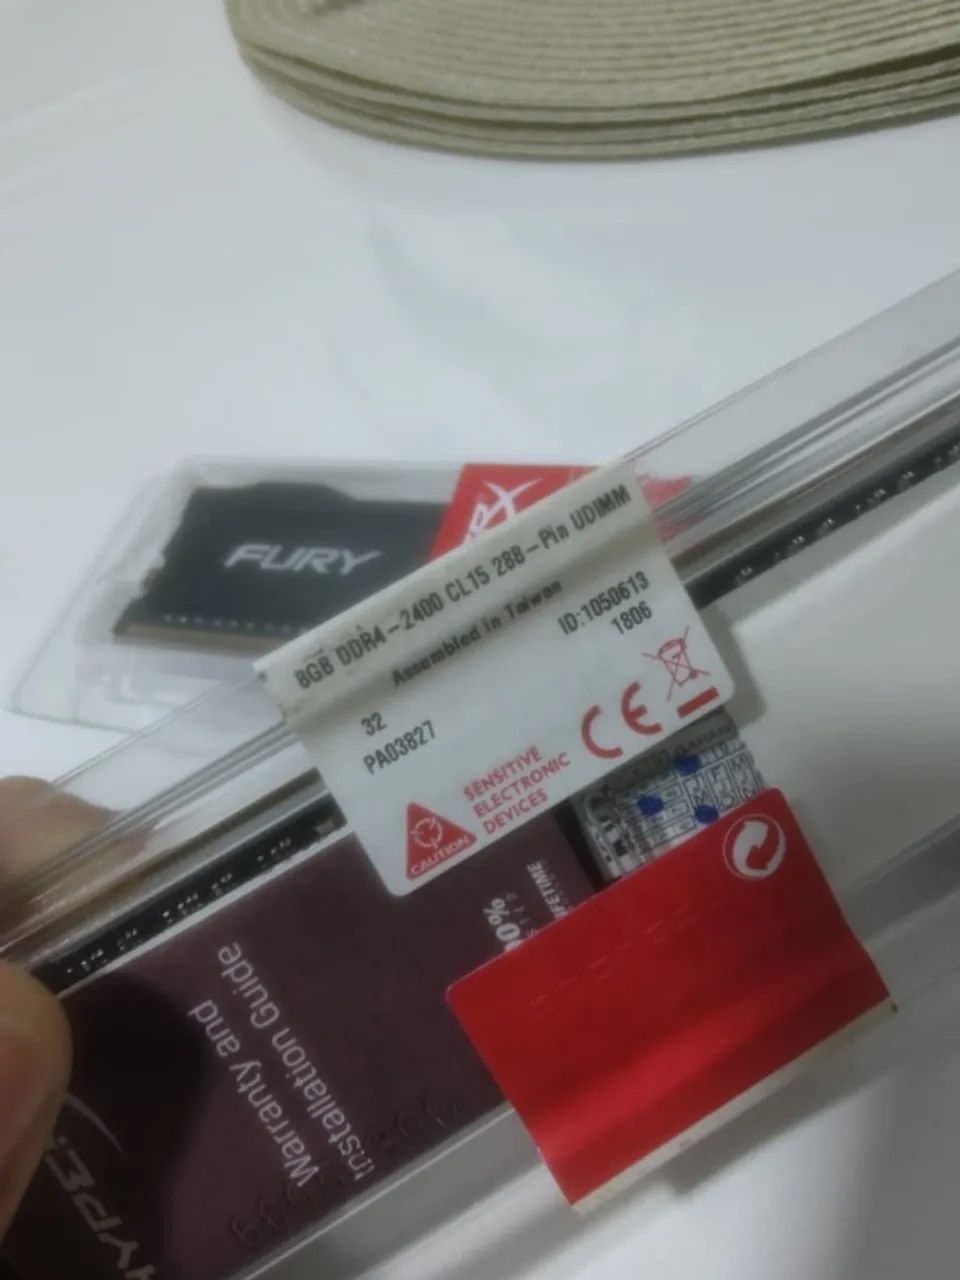 FURY
8GB DDR4-2400 CL15 288-Pin UDIMM
Assembled in Taiwan
ID:1050613
1806
32
PA03827
SENSITIVE
ELECTRONIC
DEVICES
CAUTION
CE
Warranty and
Installation Guide